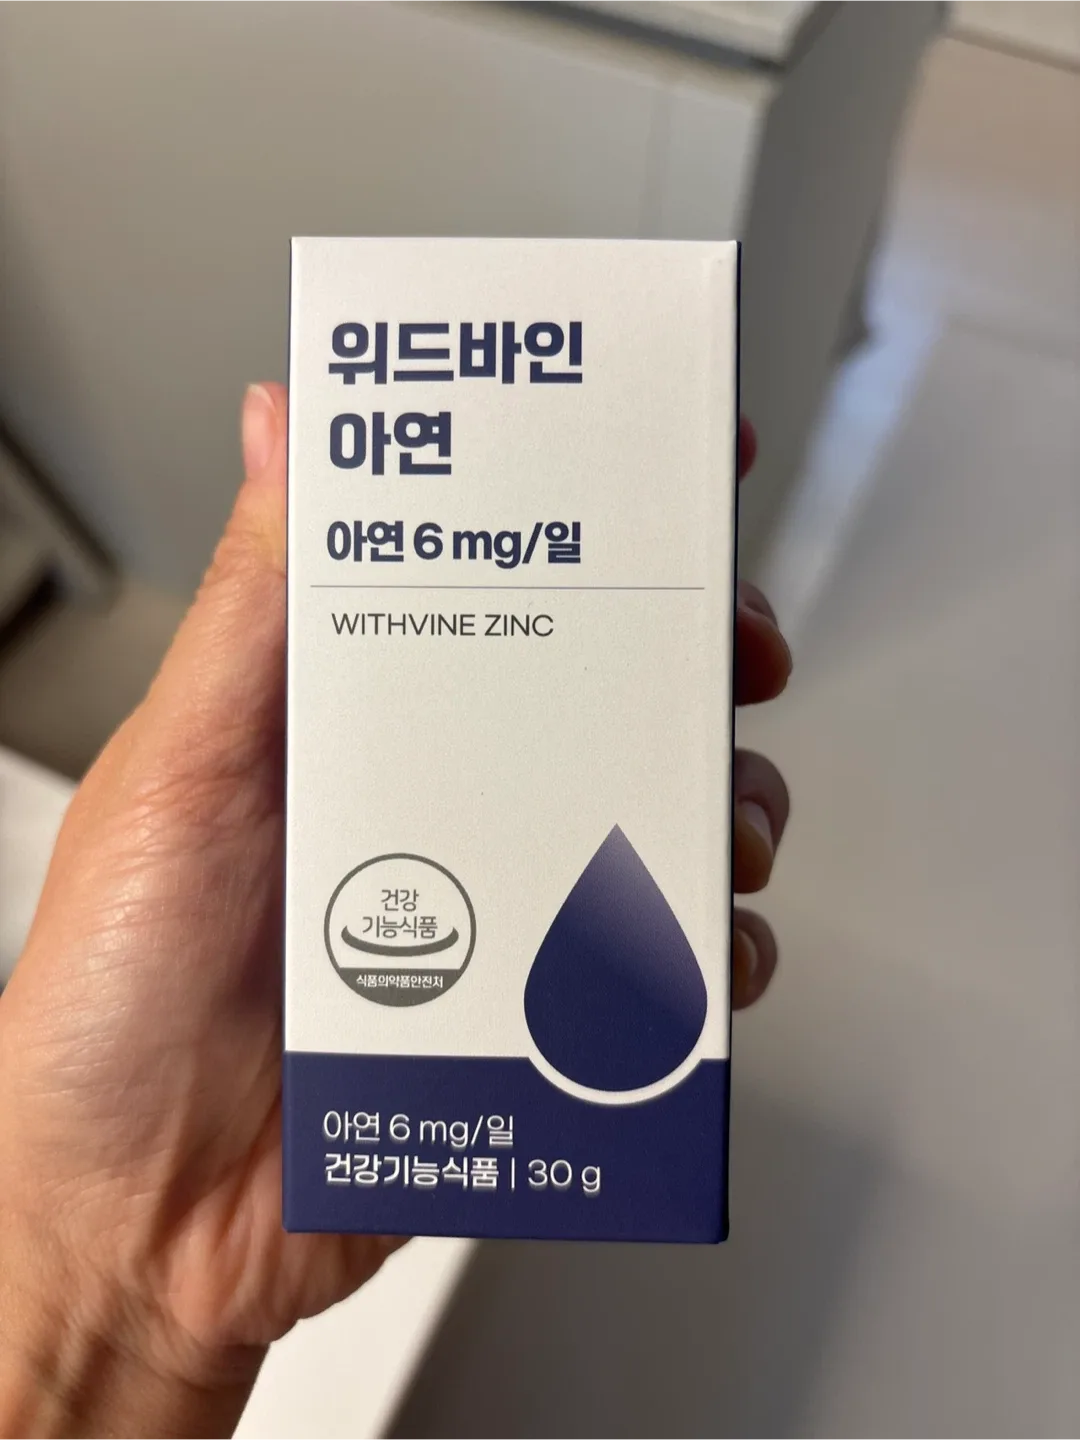 위드바인
아연
아연 6 mg/일
WITHVINE ZINC
건강
기능식품
식품의약품안전처
아연 6 mg/일
건강기능식품 | 30 g